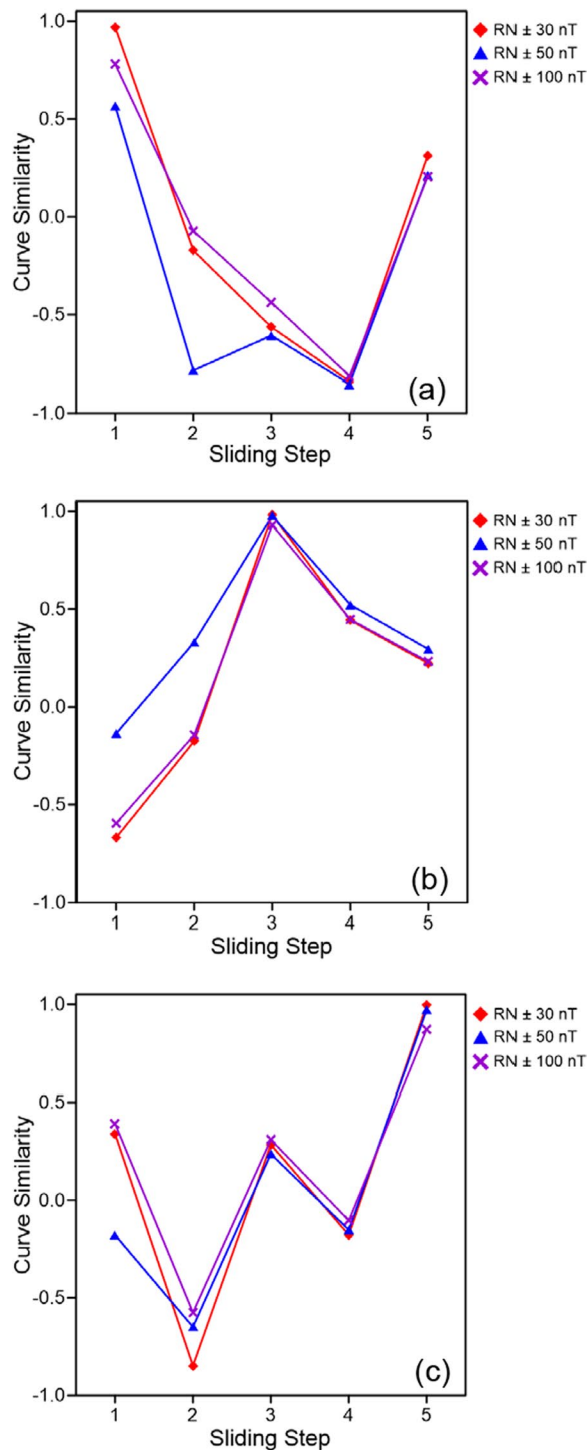 1.0
0.5
0.0
-0.5
-1.0
Curve Similarity
1 2 3 4 5
Sliding Step
RN ± 30 nT
RN ± 50 nT
RN ± 100 nT
(a)
1.0
0.5
0.0
-0.5
-1.0
Curve Similarity
1 2 3 4 5
Sliding Step
RN ± 30 nT
RN ± 50 nT
RN ± 100 nT
(b)
1.0
0.5
0.0
-0.5
-1.0
Curve Similarity
1 2 3 4 5
Sliding Step
RN ± 30 nT
RN ± 50 nT
RN ± 100 nT
(c)